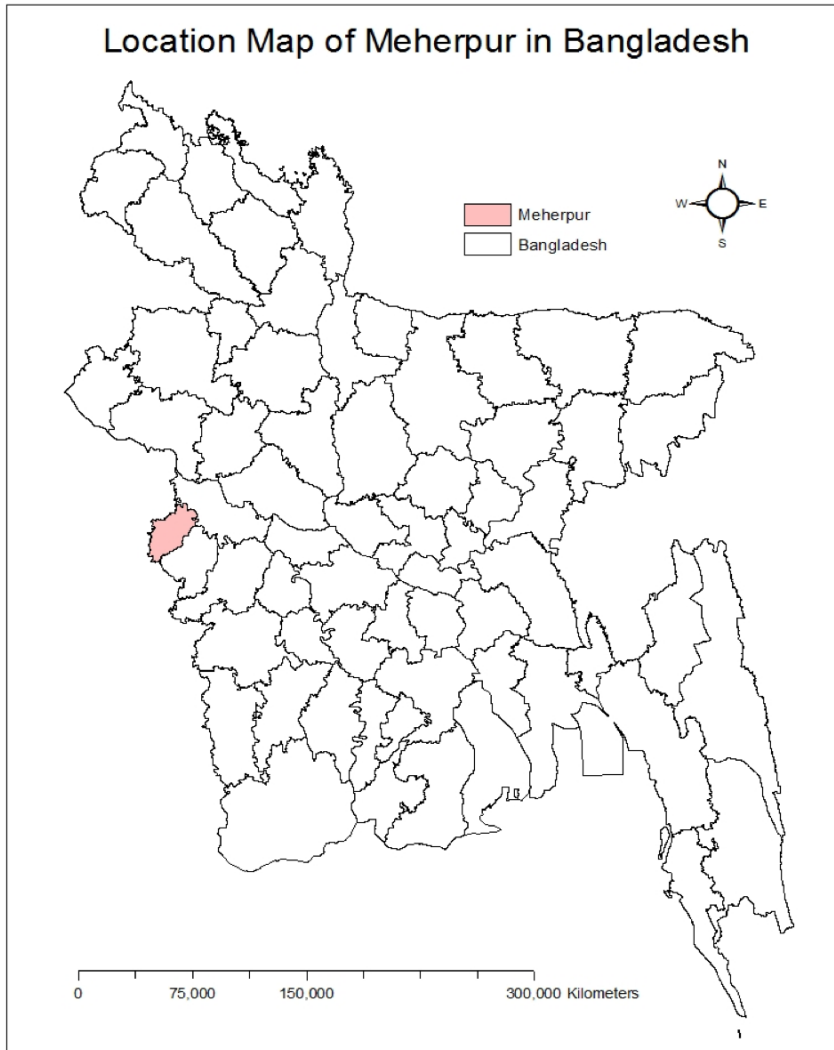 Location Map of Meherpur in Bangladesh
N
W E
S
Meherpur
Bangladesh
0 75,000 150,000 300,000 Kilometers